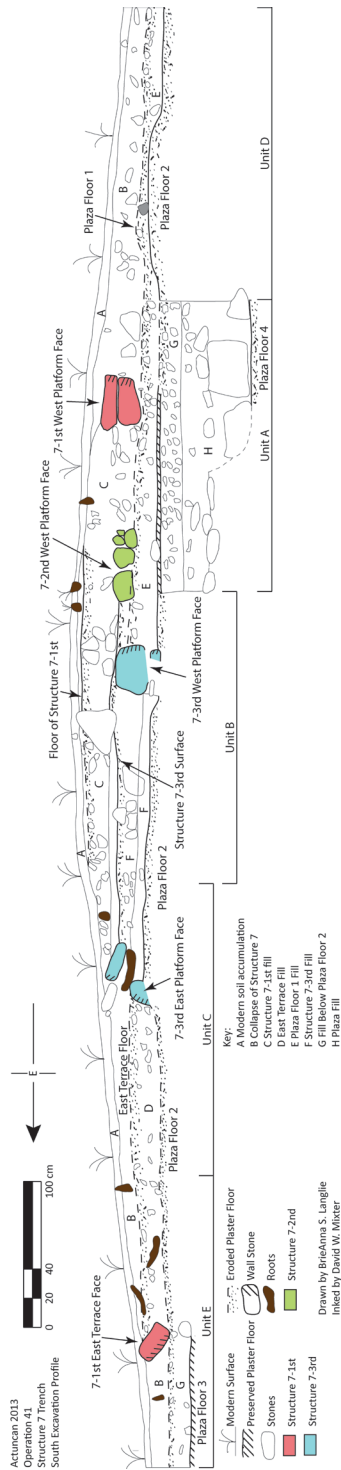 Actuncan 2013
Operation 41
Structure 7 Trench
South Excavation Profile
0 20 40 100 cm
E
7-1st East Terrace Face
East Terrace Floor
7-3rd East Platform Face
Floor of Structure 7-1st
Structure 7-3rd Surface
7-2nd West Platform Face
7-3rd West Platform Face
7-1st West Platform Face
Plaza Floor 1
A
A
A
B
B
B
B
C
C
D
E
E
F
F
G
G
H
Plaza Floor 3
Plaza Floor 2
Plaza Floor 2
Plaza Floor 2
Plaza Floor 4
Unit E
Unit C
Unit B
Unit A
Unit D
Modern Surface
Preserved Plaster Floor
Stones
Structure 7-1st
Structure 7-3rd
Eroded Plaster Floor
Wall Stone
Roots
Structure 7-2nd
Key:
A Modern soil accumulation
B Collapse of Structure 7
C Structure 7-1st fill
D East Terrace Fill
E Plaza Floor 1 Fill
F Structure 7-3rd Fill
G Fill Below Plaza Floor 2
H Plaza Fill
Drawn by BrieAnna S. Langlie
Inked by David W. Mixter